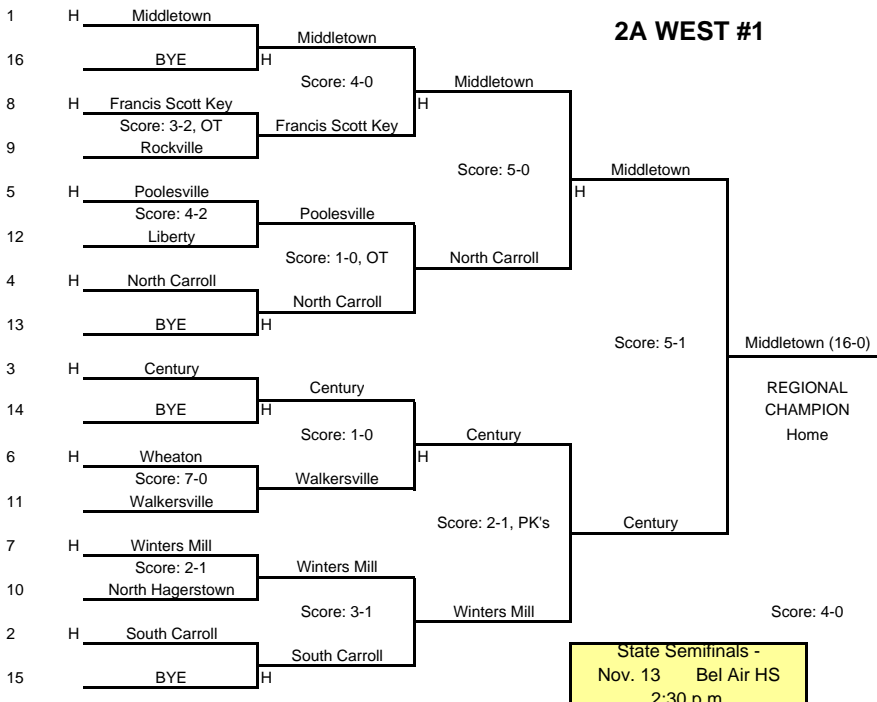 2A WEST #1
1 H Middletown
Middletown
16 BYE H
Score: 4-0
Middletown
8 H Francis Scott Key H
Score: 3-2, OT Francis Scott Key
9 Rockville
Score: 5-0 Middletown
5 H Poolesville H
Score: 4-2 Poolesville
12 Liberty
Score: 1-0, OT North Carroll
4 H North Carroll
North Carroll
13 BYE H
Score: 5-1 Middletown (16-0)
3 H Century
Century
REGIONAL
14 BYE H
CHAMPION
Score: 1-0 Century
Home
6 H Wheaton H
Score: 7-0 Walkersville
11 Walkersville
Score: 2-1, PK's Century
7 H Winters Mill
Score: 2-1 Winters Mill
10 North Hagerstown
Score: 3-1 Winters Mill Score: 4-0
2 H South Carroll
South Carroll
15 BYE H
State Semifinals -
Nov. 13 Bel Air HS
2:30 p.m.